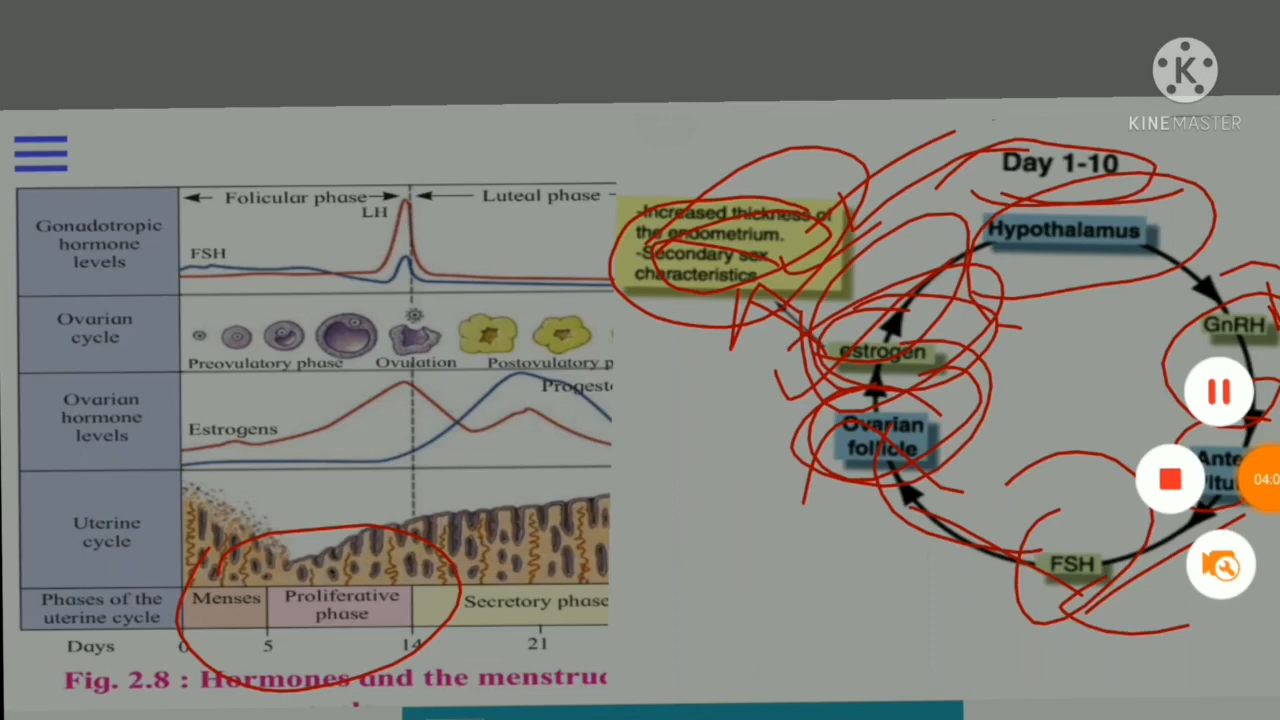 KINEMASTER
Day 1-10
Folicular phase
Luteal phase
LH
Gonadotropic
hormone
levels
FSH
Ovarian
cycle
Preovulatory phase
Ovulation
Postovulatory p
Ovarian
hormone
levels
Estrogens
Progest
Uterine
cycle
Phases of the
uterine cycle
Menses
Proliferative
phase
Secretory phase
Days
0
5
14
21
Fig. 2.8 : Hormones and the menstru
-Increased thickness of
the endometrium.
-Secondary sex
characteristics
Hypothalamus
GnRH
estrogen
Ovarian
follicle
Ante
itu
FSH
04:0